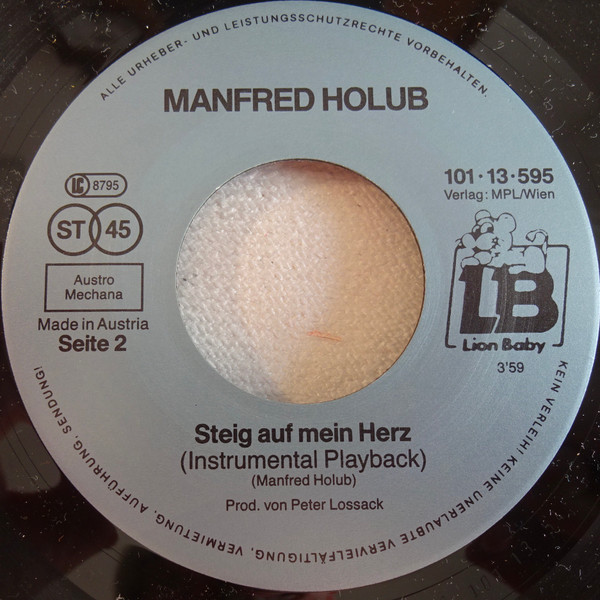 ALLE URHEBER- UND LEISTUNGSSCHUTZRECHTE VORBEHALTEN.
MANFRED HOLUB
LC 8795
ST 45
Austro
Mechana
Made in Austria
Seite 2
101·13·595
Verlag: MPL/Wien
LB
Lion Baby
3'59
Steig auf mein Herz
(Instrumental Playback)
(Manfred Holub)
Prod. von Peter Lossack
KEIN VERLEIH! KEINE UNERLAUBTE VERVIELFÄLTIGUNG, VERMIETUNG, AUFFÜHRUNG, SENDUNG!